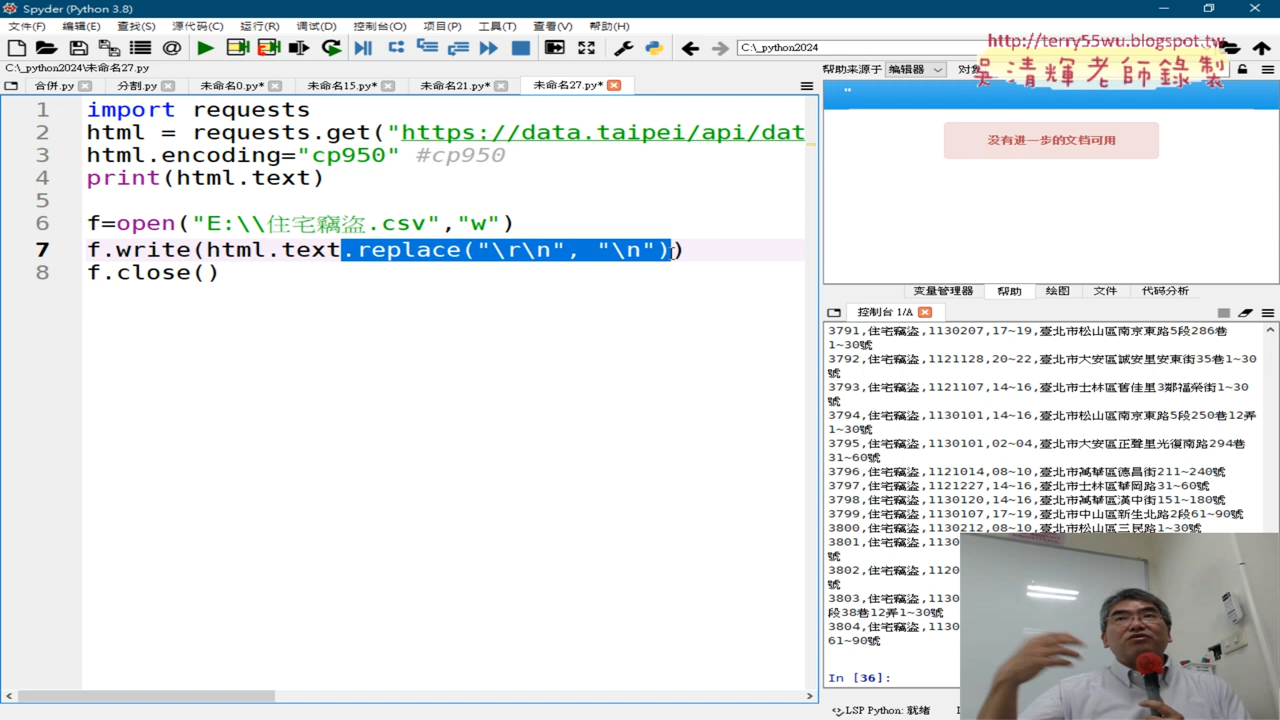 Spyder (Python 3.8)
文件(F) 编辑(E) 查找(S) 源代码(C) 运行(R) 调试(D) 控制台(O) 项目(P) 工具(T) 查看(V) 帮助(H)
C:\_python2024
http://terry55wu.blogspot.tw
吳清輝老師錄製
C:\_python2024\未命名27.py
帮助来源于 编辑器 对象
合併.py 分割.py 未命名0.py* 未命名15.py* 未命名21.py* 未命名27.py*
1 import requests
2 html = requests.get("https://data.taipei/api/dat
3 html.encoding="cp950" #cp950
4 print(html.text)
5
6 f=open("E:\\住宅竊盜.csv","w")
7 f.write(html.text.replace("\r\n", "\n"))
8 f.close()
没有进一步的文档可用
变量管理器 帮助 绘图 文件 代码分析
控制台 1/A
3791,住宅竊盜,1130207,17~19,臺北市松山區南京東路5段286巷
1~30號
3792,住宅竊盜,1121128,20~22,臺北市大安區誠安里安東街35巷1~30
號
3793,住宅竊盜,1121107,14~16,臺北市士林區舊佳里3鄰福榮街1~30
號
3794,住宅竊盜,1130101,14~16,臺北市松山區南京東路5段250巷12弄
1~30號
3795,住宅竊盜,1130101,02~04,臺北市大安區正聲里光復南路294巷
31~60號
3796,住宅竊盜,1121014,08~10,臺北市萬華區德昌街211~240號
3797,住宅竊盜,1121227,14~16,臺北市士林區華岡路31~60號
3798,住宅竊盜,1130120,14~16,臺北市萬華區漢中街151~180號
3799,住宅竊盜,1130107,17~19,臺北市中山區新生北路2段61~90號
3800,住宅竊盜,1130212,08~10,臺北市松山區三民路1~30號
3801,住宅竊盜,1130
號
3802,住宅竊盜,1120
號
3803,住宅竊盜,1130
段38巷12弄1~30號
3804,住宅竊盜,1130
61~90號
In [36]:
LSP Python: 就绪